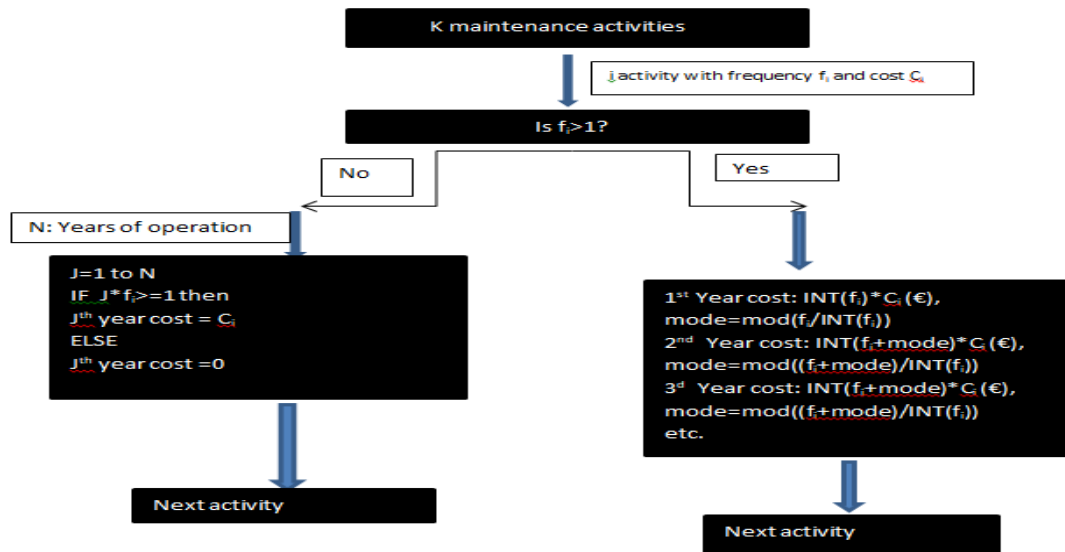 K maintenance activities
i activity with frequency fᵢ and cost Cᵢ
Is fᵢ>1?
No
Yes
N: Years of operation
J=1 to N
IF J*fᵢ>=1 then
Jᵗʰ year cost = Cᵢ
ELSE
Jᵗʰ year cost =0
1ˢᵗ Year cost: INT(fᵢ)*Cᵢ (€),
mode=mod(fᵢ/INT(fᵢ))
2ⁿᵈ Year cost: INT(fᵢ+mode)*Cᵢ (€),
mode=mod((fᵢ+mode)/INT(fᵢ))
3ᵈ Year cost: INT(fᵢ+mode)*Cᵢ (€),
mode=mod((fᵢ+mode)/INT(fᵢ))
etc.
Next activity
Next activity